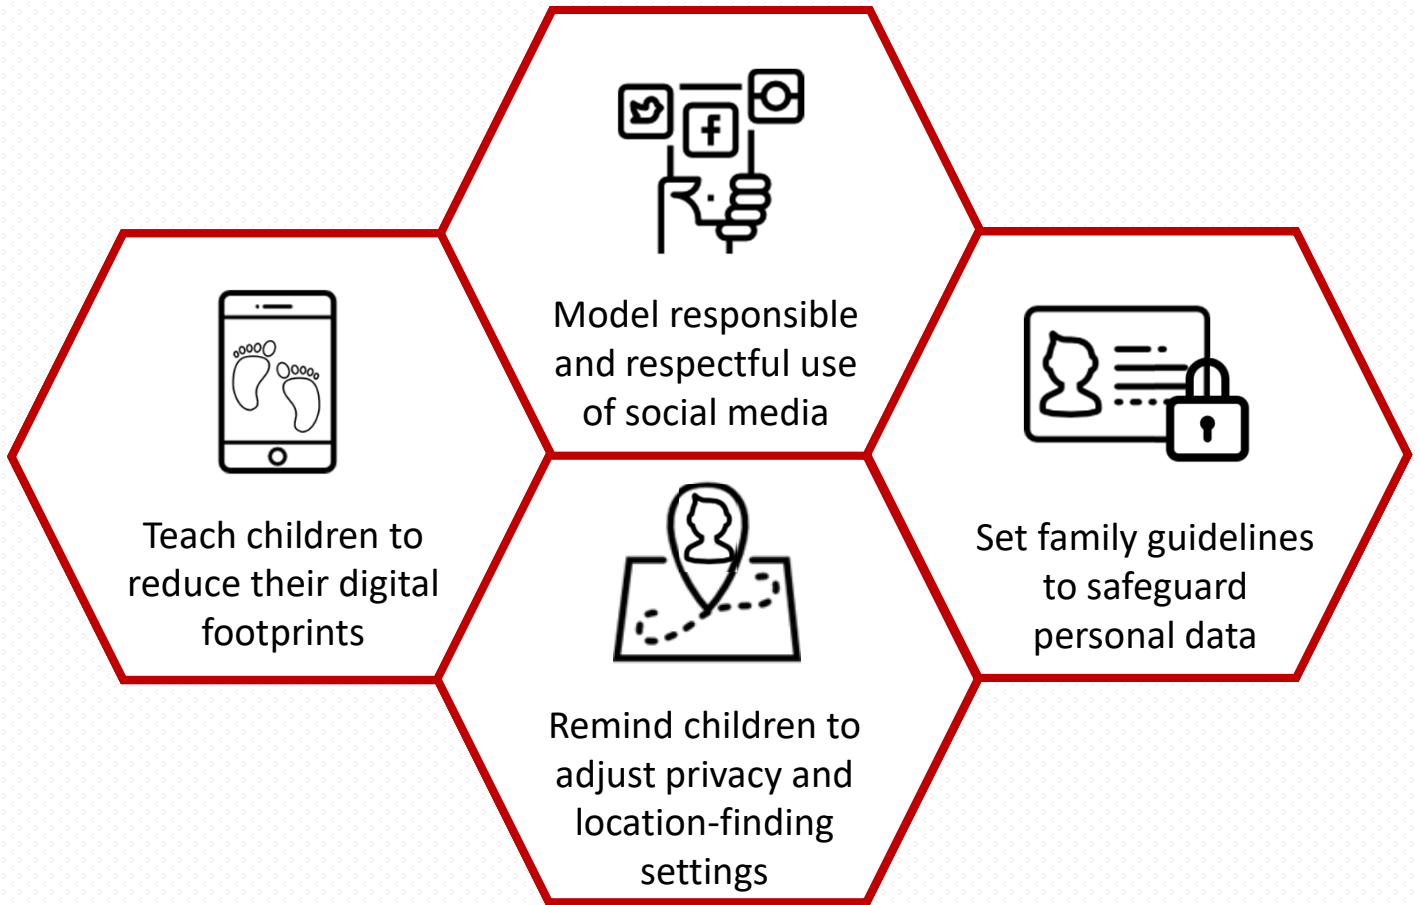 Model responsible
and respectful use
of social media
Teach children to
reduce their digital
footprints
Set family guidelines
to safeguard
personal data
Remind children to
adjust privacy and
location-finding
settings